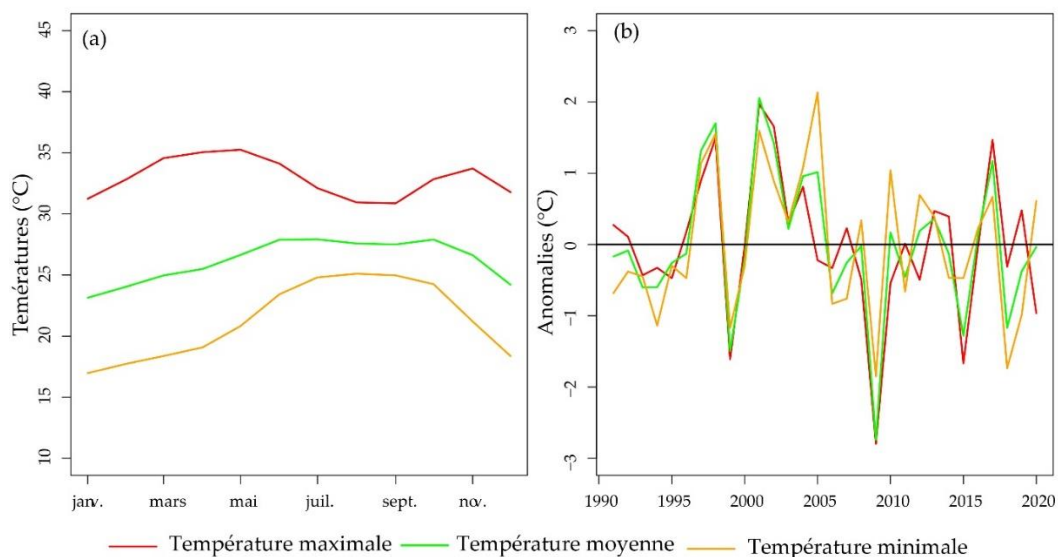 (a)
Temératures (°C)
45
40
35
30
25
20
15
10
janv.
mars
mai
juil.
sept.
nov.
(b)
Anomalies (°C)
3
2
1
0
−1
−2
−3
1990
1995
2000
2005
2010
2015
2020
Température maximale
Température moyenne
Température minimale